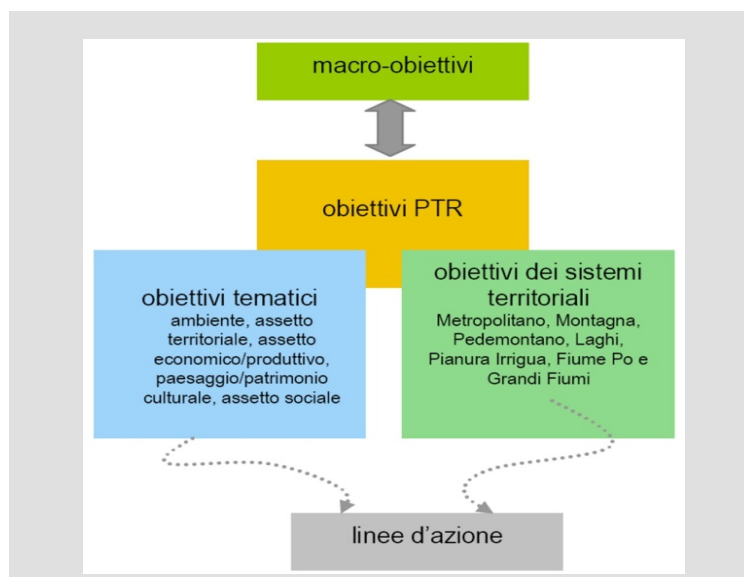 macro-obiettivi
obiettivi PTR
obiettivi tematici
ambiente, assetto
territoriale, assetto
economico/produttivo,
paesaggio/patrimonio
culturale, assetto sociale
obiettivi dei sistemi
territoriali
Metropolitano, Montagna,
Pedemontano, Laghi,
Pianura Irrigua, Fiume Po e
Grandi Fiumi
linee d'azione